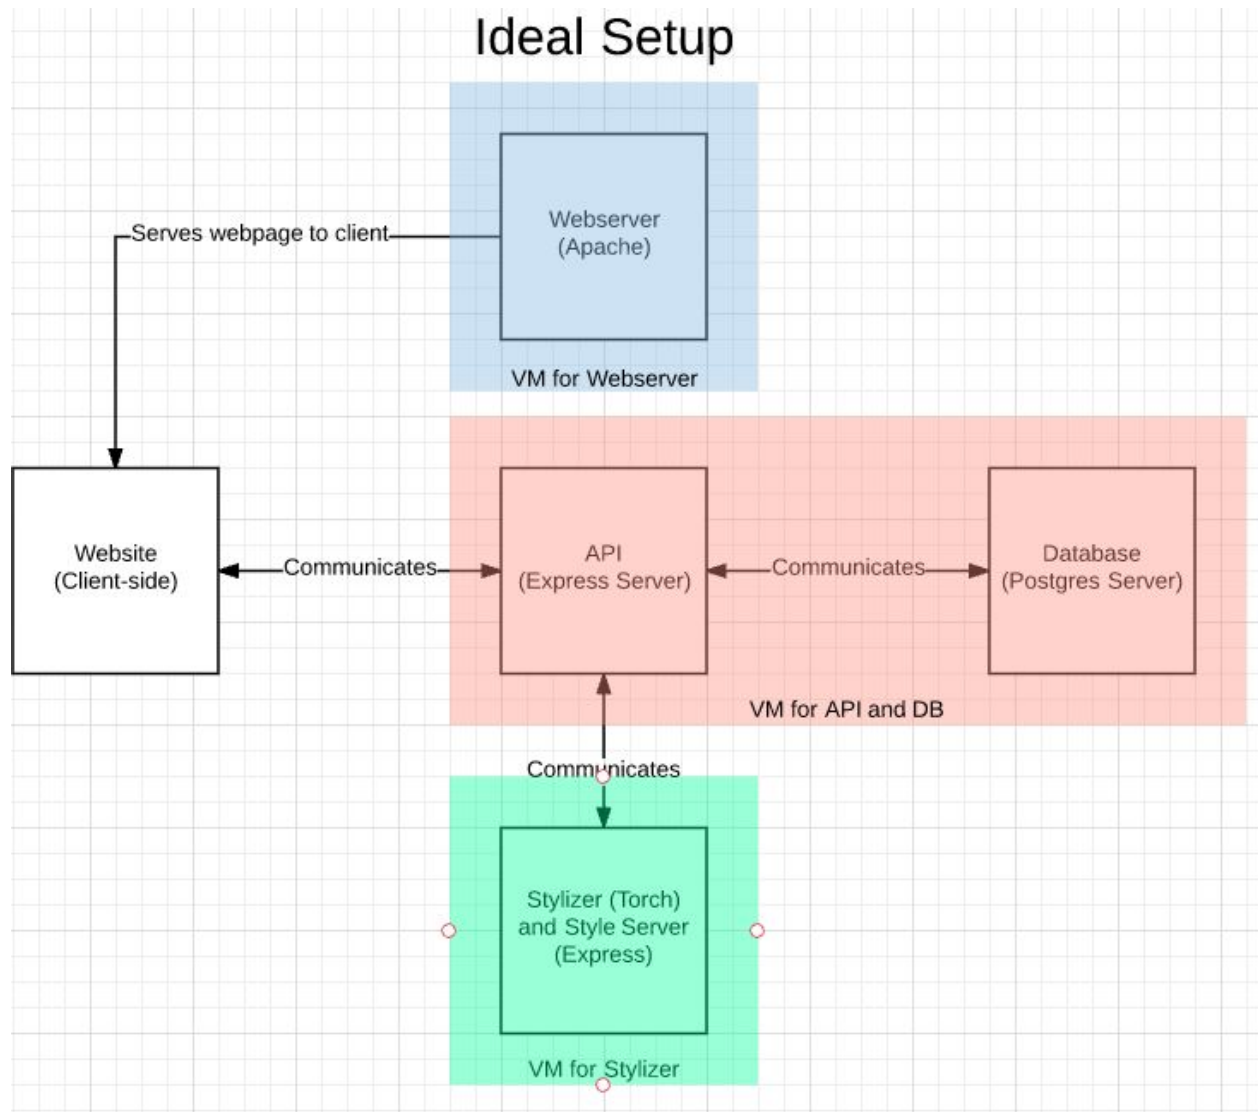 Ideal Setup
Webserver
(Apache)
Serves webpage to client
VM for Webserver
Website
(Client-side)
Communicates
API
(Express Server)
Communicates
Database
(Postgres Server)
VM for API and DB
Communicates
Stylizer (Torch)
and Style Server
(Express)
VM for Stylizer